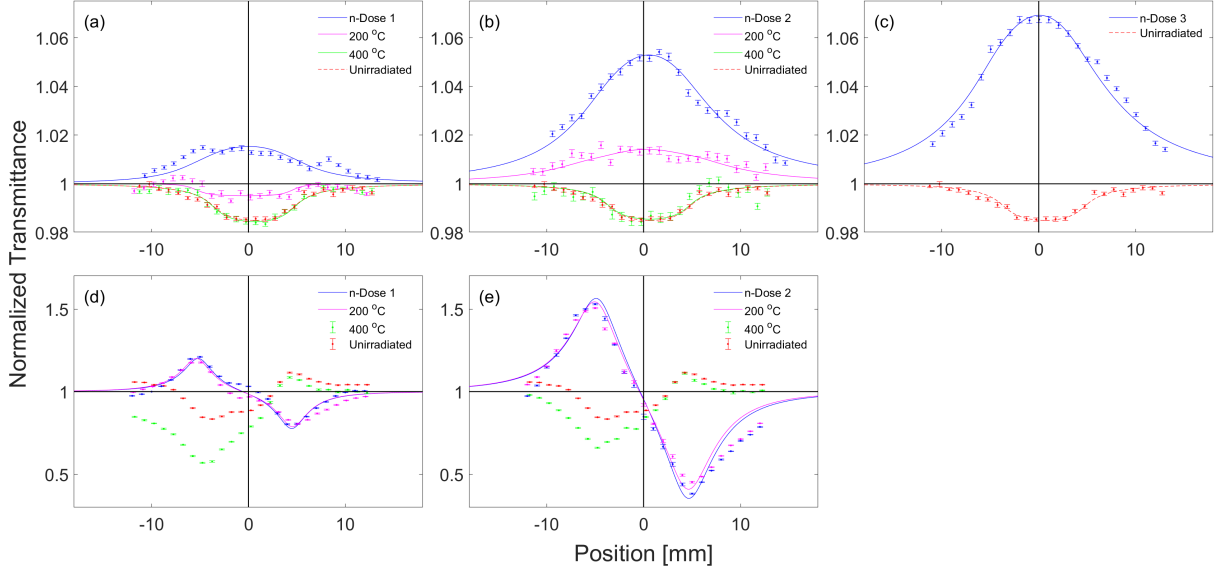 (a)
n-Dose 1
200 °C
400 °C
Unirradiated
1.06
1.04
1.02
1
0.98
-10
0
10
(b)
n-Dose 2
200 °C
400 °C
Unirradiated
1.06
1.04
1.02
1
0.98
-10
0
10
(c)
n-Dose 3
Unirradiated
1.06
1.04
1.02
1
0.98
-10
0
10
Normalized Transmittance
(d)
n-Dose 1
200 °C
400 °C
Unirradiated
1.5
1
0.5
-10
0
10
(e)
n-Dose 2
200 °C
400 °C
Unirradiated
1.5
1
0.5
-10
0
10
Position [mm]